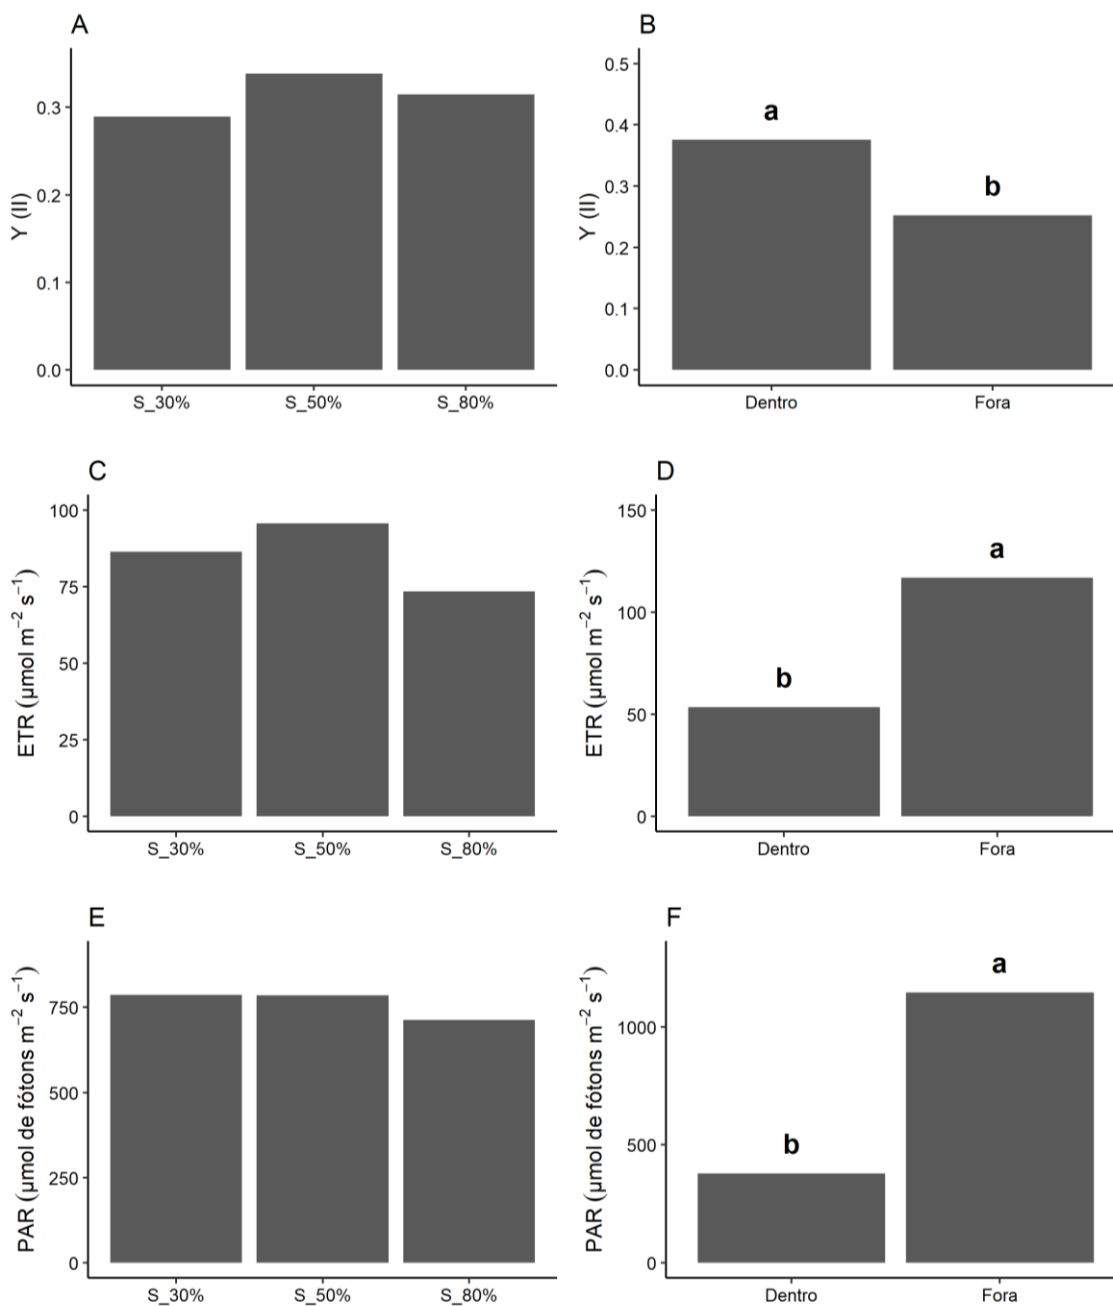 A
Y (II)
0.3
0.2
0.1
0.0
S_30% S_50% S_80%
B
Y (II)
0.5
0.4
0.3
0.2
0.1
0.0
a
b
Dentro Fora
C
ETR (μmol m⁻² s⁻¹)
100
75
50
25
0
S_30% S_50% S_80%
D
ETR (μmol m⁻² s⁻¹)
150
100
50
0
b
a
Dentro Fora
E
PAR (μmol de fótons m⁻² s⁻¹)
750
500
250
0
S_30% S_50% S_80%
F
PAR (μmol de fótons m⁻² s⁻¹)
1000
500
0
b
a
Dentro Fora